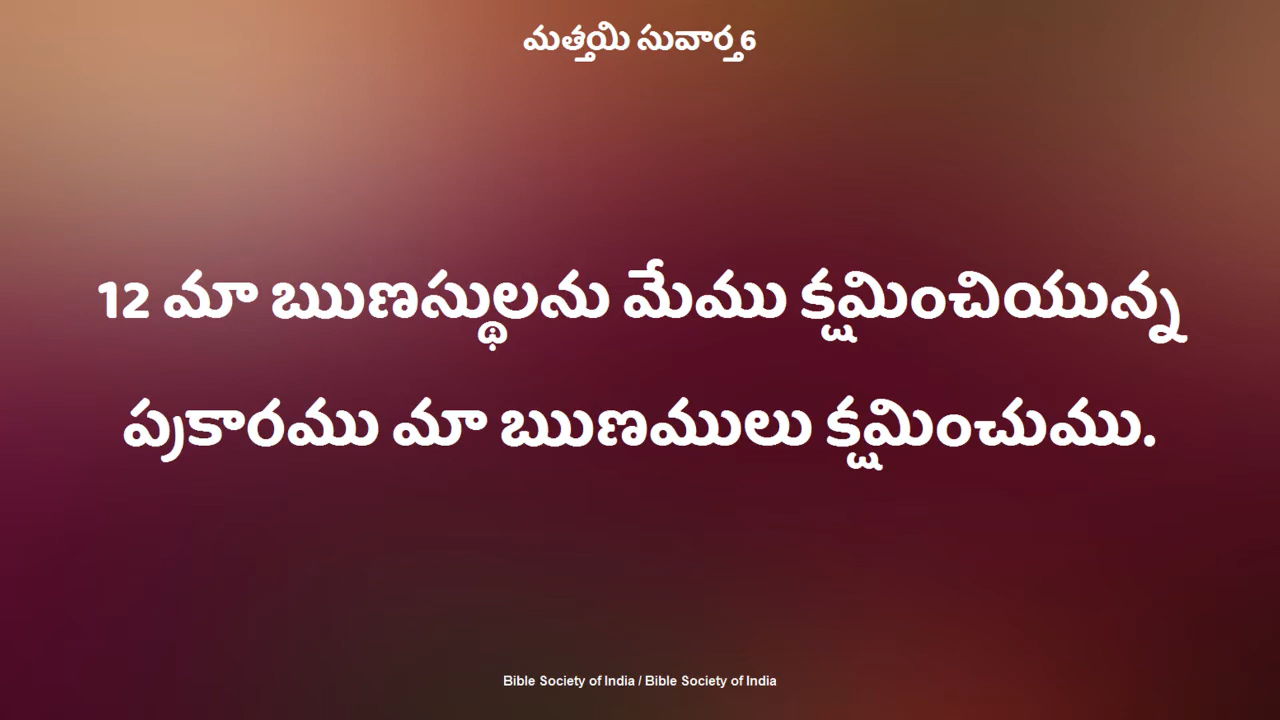 మత్తయి సువార్త 6
12 మా ఋణస్థులను మేము క్షమించియున్న
ప్రకారము మా ఋణములు క్షమించుము.
Bible Society of India / Bible Society of India